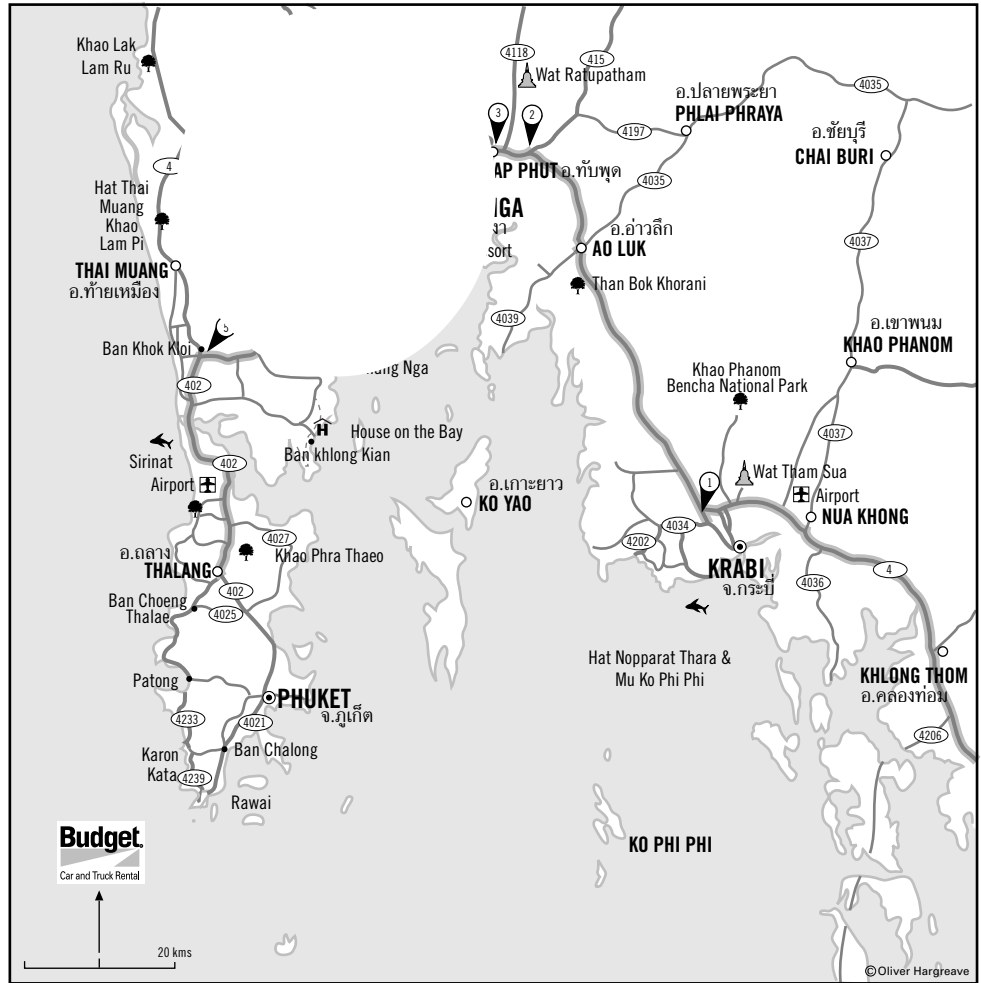 Khao Lak
Lam Ru
4118
415
Wat Ratupatham
4035
อ.ปลายพระยา
PHLAI PHRAYA
3
2
4197
อ.ชัยบุรี
CHAI BURI
4
AP PHUT อ.ทับพุด
4035
Hat Thai
Muang
Khao
Lam Pi
NGA
งา
sort
อ.อ่าวลึก
AO LUK
4037
THAI MUANG
อ.ท้ายเหมือง
Than Bok Khorani
4039
อ.เขาพนม
KHAO PHANOM
5
Ban Khok Kloi
402
ang Nga
Khao Phanom
Bencha National Park
H
House on the Bay
Ban khlong Kian
4037
Sirinat
402
Airport
อ.เกาะยาว
KO YAO
1
Wat Tham Sua
Airport
NUA KHONG
4027
4034
4202
อ.ถลาง
THALANG
Khao Phra Thaeo
KRABI
จ.กระบี่
4
4036
402
Ban Choeng
Thalae
4025
Hat Nopparat Thara &
Mu Ko Phi Phi
KHLONG THOM
อ.คลองท่อม
Patong
PHUKET
จ.ภูเก็ต
4233
4021
4206
Karon
Kata
Ban Chalong
4239
Rawai
KO PHI PHI
Budget.
Car and Truck Rental
20 kms
©Oliver Hargreave